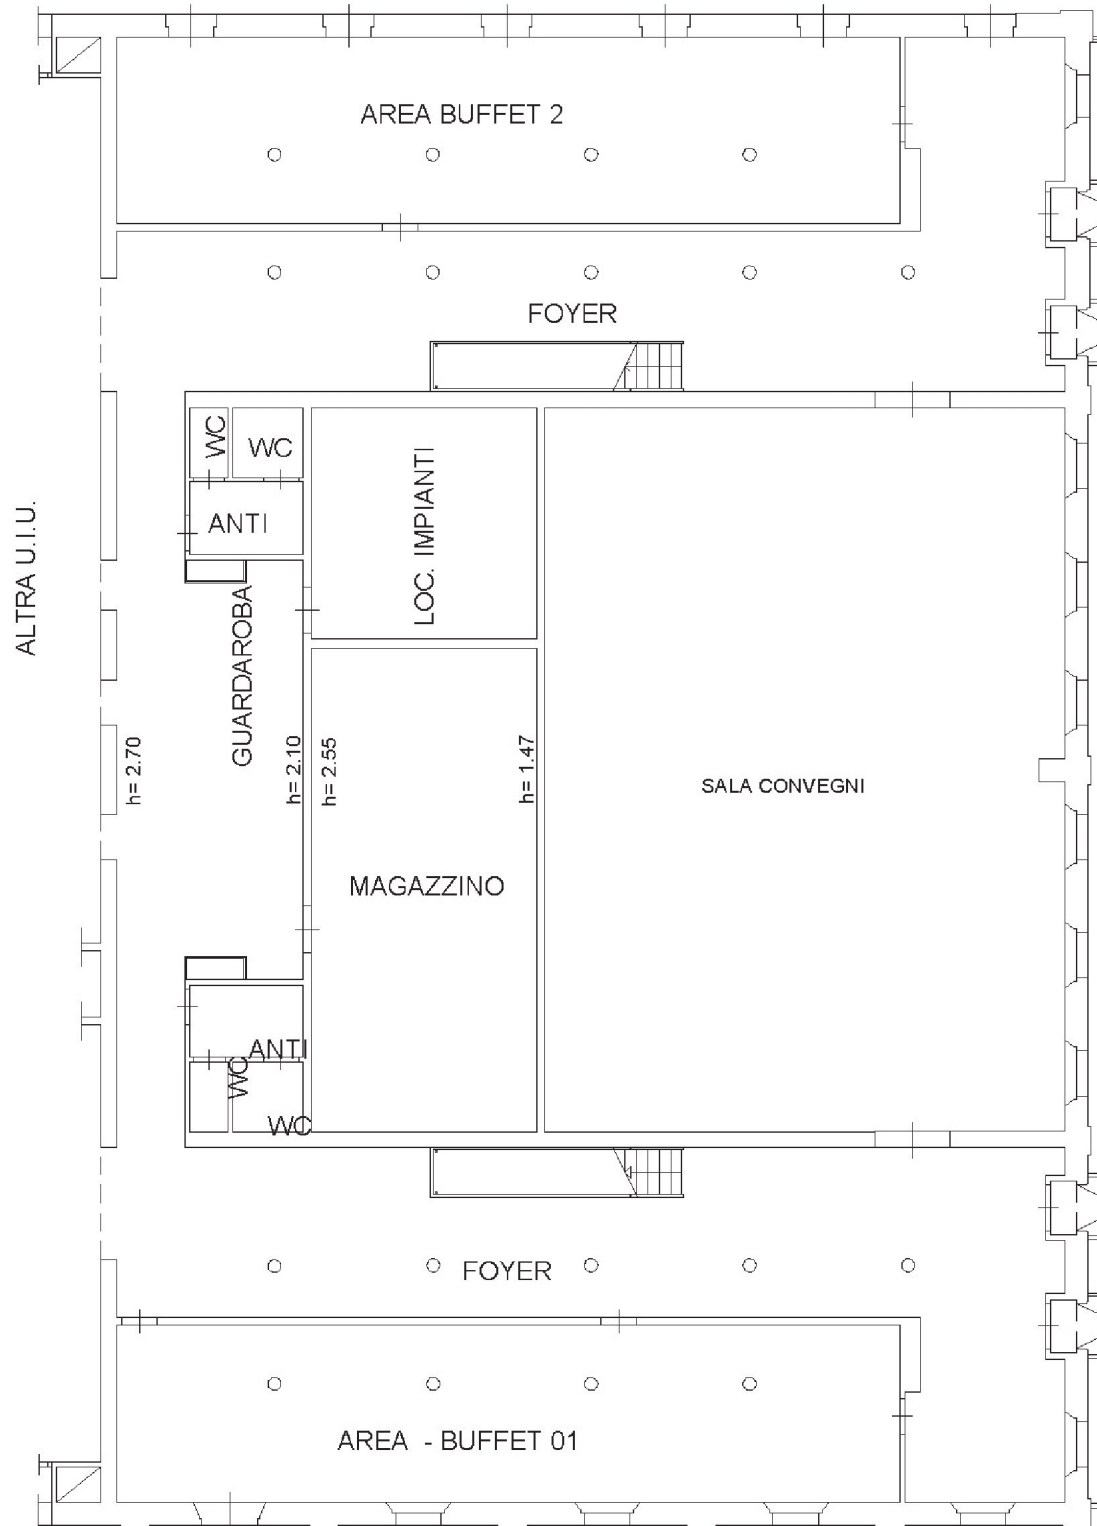 AREA BUFFET 2
FOYER
WC
WC
ANTI
LOC. IMPIANTI
ALTRA U.I.U.
GUARDAROBA
h= 2.70
h= 2.10
h= 2.55
h= 1.47
SALA CONVEGNI
MAGAZZINO
ANTI
WC
WC
FOYER
AREA - BUFFET 01